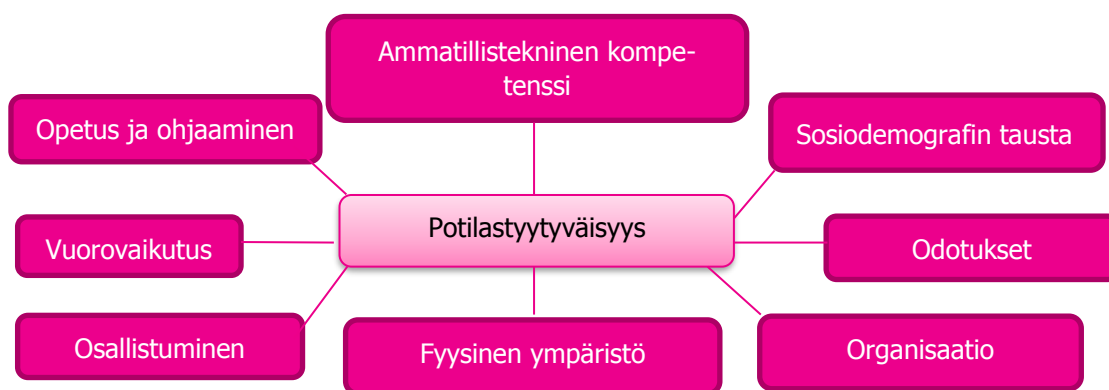 Ammatillistekninen kompe-
tenssi
Opetus ja ohjaaminen
Sosiodemografin tausta
Potilastyytyväisyys
Vuorovaikutus
Odotukset
Osallistuminen
Fyysinen ympäristö
Organisaatio